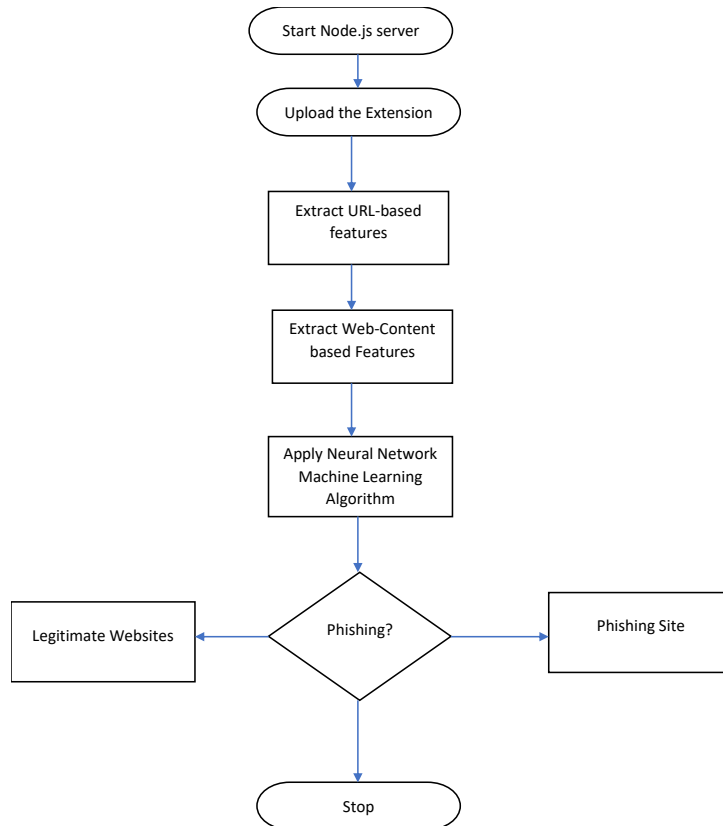 Start Node.js server
Upload the Extension
Extract URL-based
features
Extract Web-Content
based Features
Apply Neural Network
Machine Learning
Algorithm
Phishing?
Legitimate Websites
Phishing Site
Stop